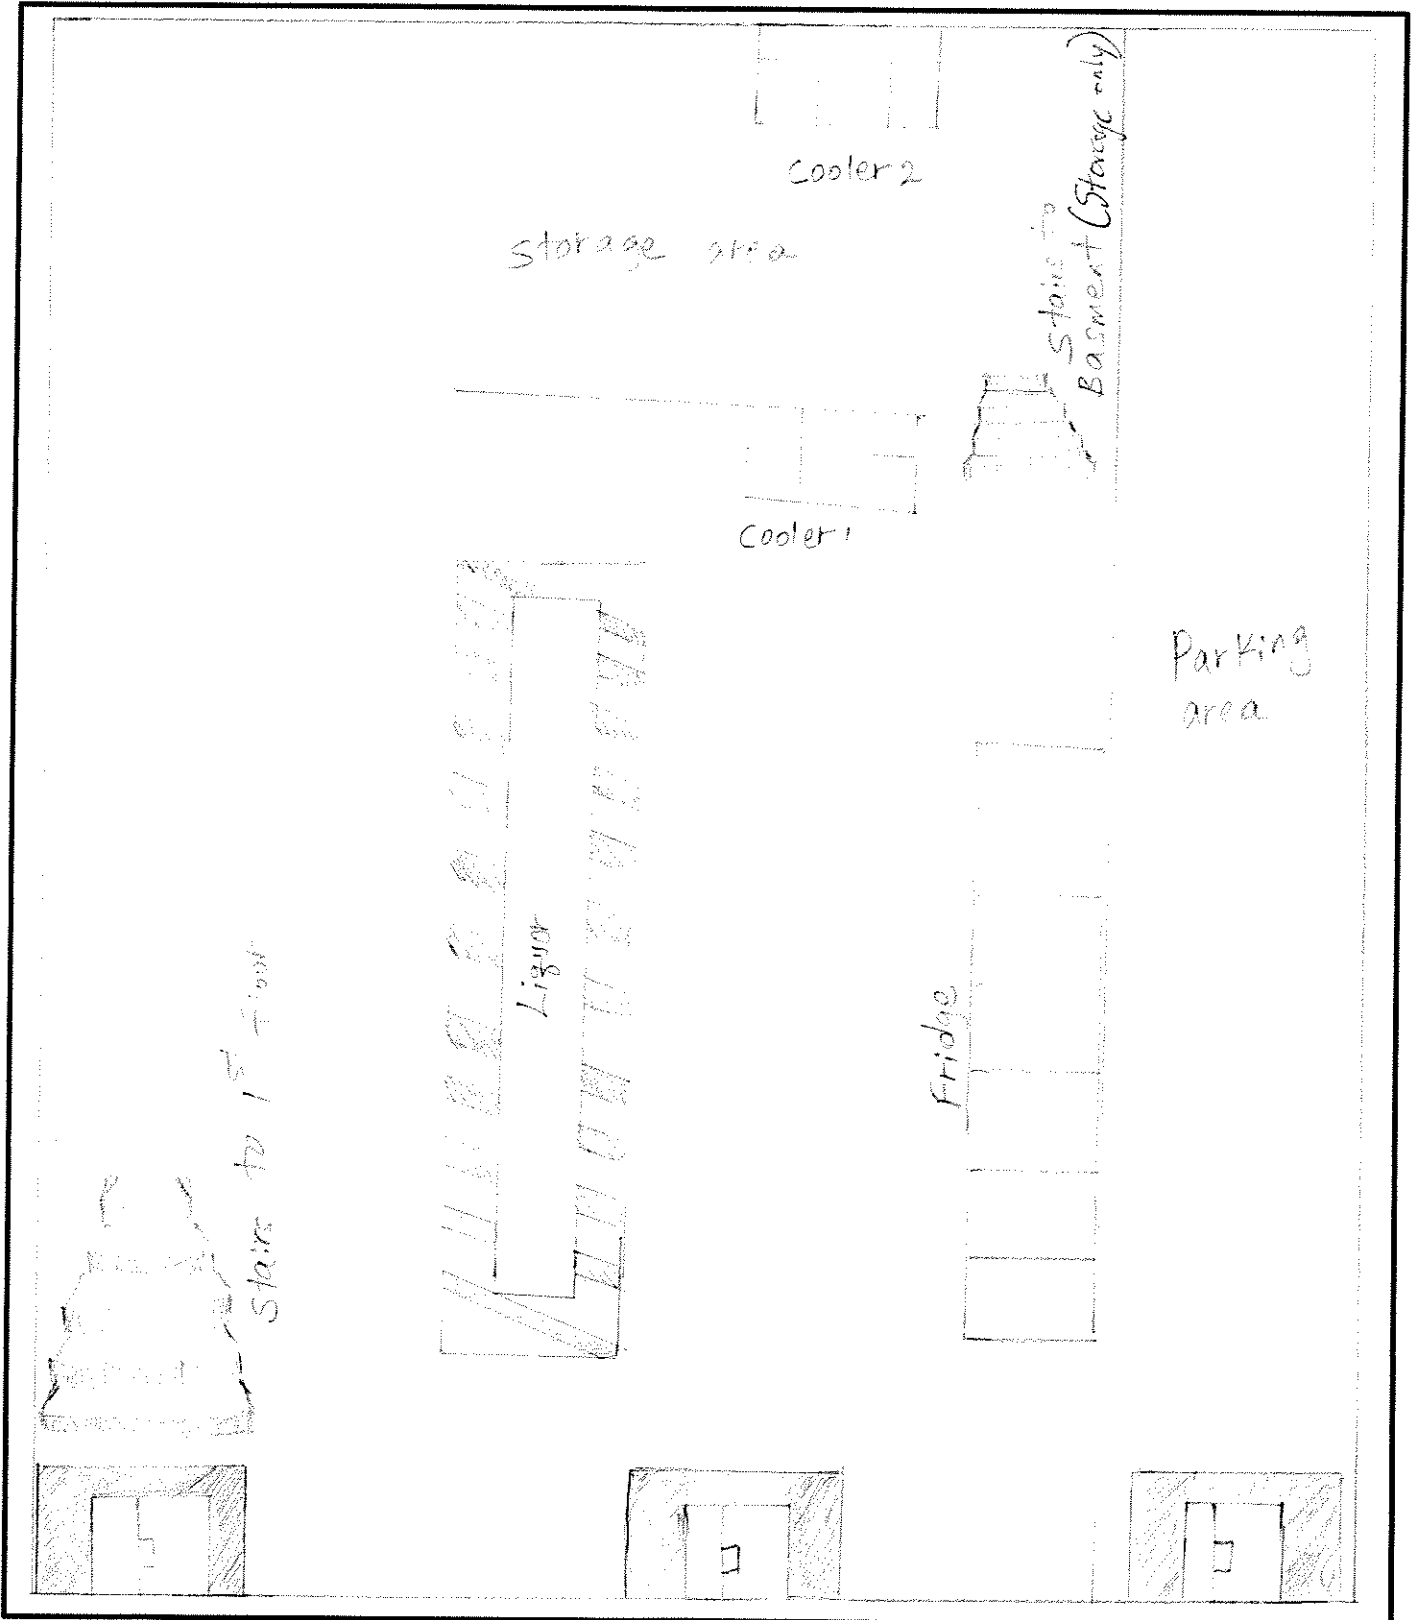 Cooler 2
Storage area
Stairs to
Basment (Storage only)
Cooler 1
Parking
area
Liquor
Fridge
Stairs to 1st Floor